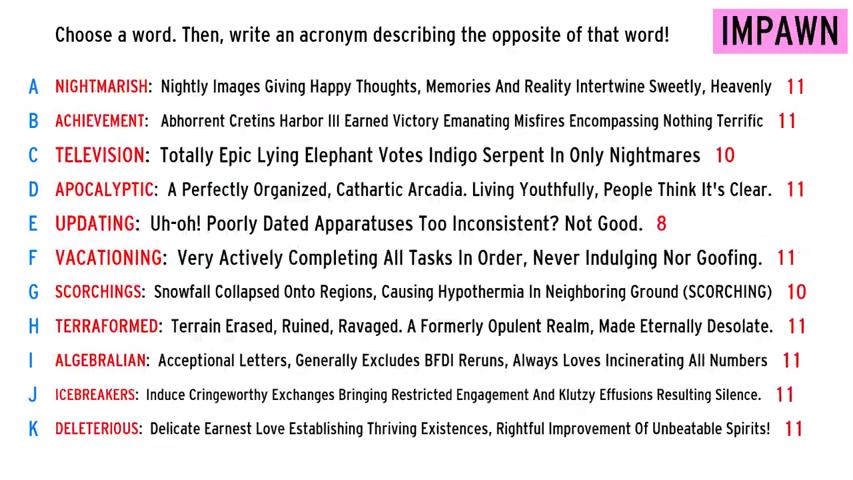 Choose a word. Then, write an acronym describing the opposite of that word!
IMPAWN
A NIGHTMARISH: Nightly Images Giving Happy Thoughts, Memories And Reality Intertwine Sweetly, Heavenly 11
B ACHIEVEMENT: Abhorrent Cretins Harbor Ill Earned Victory Emanating Misfires Encompassing Nothing Terrific 11
C TELEVISION: Totally Epic Lying Elephant Votes Indigo Serpent In Only Nightmares 10
D APOCALYPTIC: A Perfectly Organized, Cathartic Arcadia. Living Youthfully, People Think It's Clear. 11
E UPDATING: Uh-oh! Poorly Dated Apparatuses Too Inconsistent? Not Good. 8
F VACATIONING: Very Actively Completing All Tasks In Order, Never Indulging Nor Goofing. 11
G SCORCHINGS: Snowfall Collapsed Onto Regions, Causing Hypothermia In Neighboring Ground (SCORCHING) 10
H TERRAFORMED: Terrain Erased, Ruined, Ravaged. A Formerly Opulent Realm, Made Eternally Desolate. 11
I ALGEBRALIAN: Acceptional Letters, Generally Excludes BFDI Reruns, Always Loves Incinerating All Numbers 11
J ICEBREAKERS: Induce Cringeworthy Exchanges Bringing Restricted Engagement And Klutzy Effusions Resulting Silence. 11
K DELETERIOUS: Delicate Earnest Love Establishing Thriving Existences, Rightful Improvement Of Unbeatable Spirits! 11